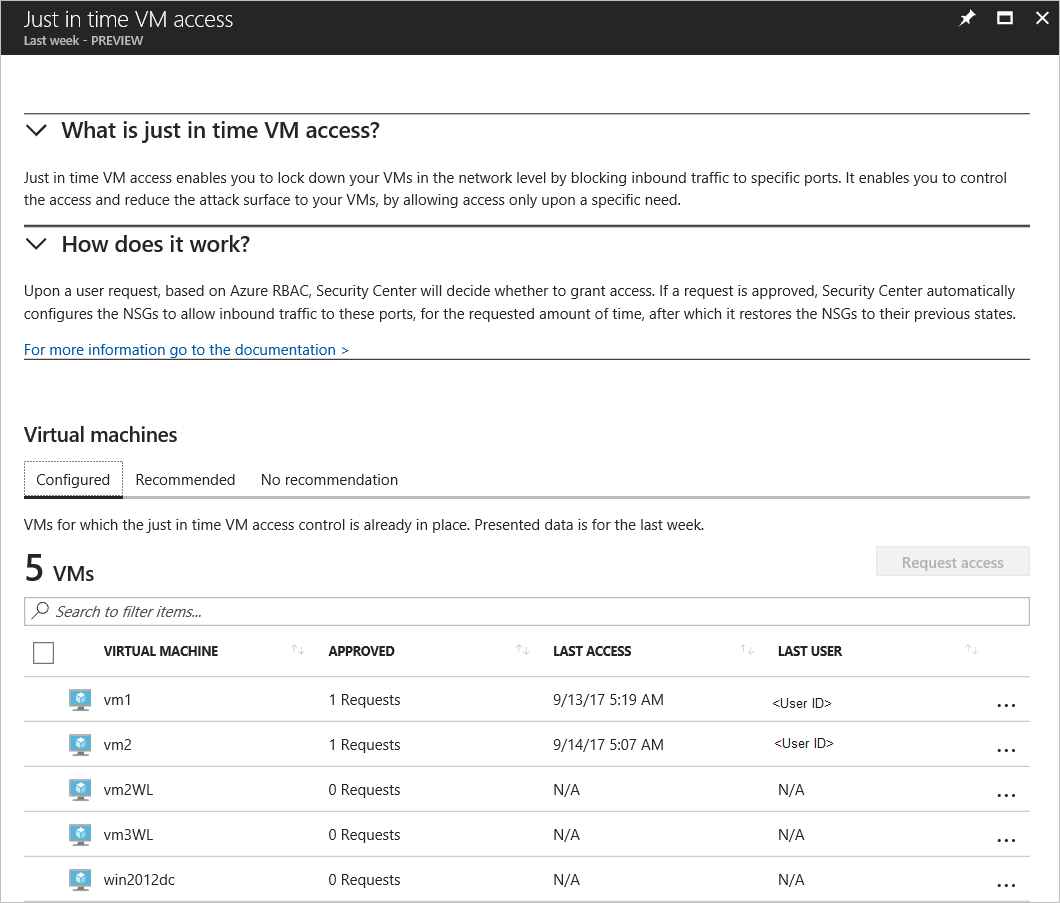 Just in time VM access
Last week - PREVIEW
What is just in time VM access?
Just in time VM access enables you to lock down your VMs in the network level by blocking inbound traffic to specific ports. It enables you to control
the access and reduce the attack surface to your VMs, by allowing access only upon a specific need.
How does it work?
Upon a user request, based on Azure RBAC, Security Center will decide whether to grant access. If a request is approved, Security Center automatically
configures the NSGs to allow inbound traffic to these ports, for the requested amount of time, after which it restores the NSGs to their previous states.
For more information go to the documentation >
Virtual machines
Configured Recommended No recommendation
VMs for which the just in time VM access control is already in place. Presented data is for the last week.
5 VMs Request access
Search to filter items...
VIRTUAL MACHINE APPROVED LAST ACCESS LAST USER
vm1 1 Requests 9/13/17 5:19 AM <User ID> ...
vm2 1 Requests 9/14/17 5:07 AM <User ID> ...
vm2WL 0 Requests N/A N/A ...
vm3WL 0 Requests N/A N/A ...
win2012dc 0 Requests N/A N/A ...